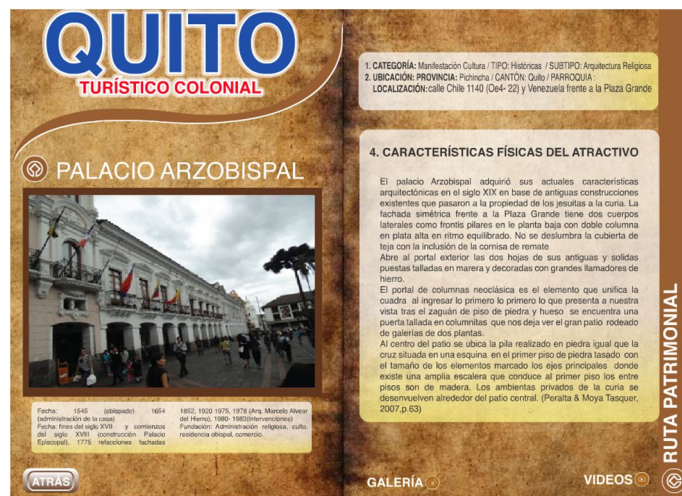 QUITO
TURÍSTICO COLONIAL
PALACIO ARZOBISPAL
Fecha: 1545 (obispado) 1654
(administración de la casa)
Fecha: fines del siglo XVII y comienzos
del siglo XVIII (construcción Palacio
Episcopal), 1775 refacciones fachadas
1852, 1920 1975, 1978 (Arq. Marcelo Alvear
del Hierro), 1980- 1983(intervenciones)
Fundación: Administración religiosa, culto,
residencia obispal, comercio.
ATRÁS
1. CATEGORÍA: Manifestación Cultura / TIPO: Históricas / SUBTIPO: Arquitectura Religiosa
2. UBICACIÓN: PROVINCIA: Pichincha / CANTÓN: Quito / PARROQUIA :
LOCALIZACIÓN: calle Chile 1140 (Oe4- 22) y Venezuela frente a la Plaza Grande
4. CARACTERÍSTICAS FÍSICAS DEL ATRACTIVO
El palacio Arzobispal adquirió sus actuales características
arquitectónicas en el siglo XIX en base de antiguas construcciones
existentes que pasaron a la propiedad de los jesuitas a la curia. La
fachada simétrica frente a la Plaza Grande tiene dos cuerpos
laterales como frontis pilares en le planta baja con doble columna
en plata alta en ritmo equilibrado. No se deslumbra la cubierta de
teja con la inclusión de la cornisa de remate
Abre al portal exterior las dos hojas de sus antiguas y solidas
puestas talladas en marera y decoradas con grandes llamadores de
hierro.
El portal de columnas neoclásica es el elemento que unifica la
cuadra al ingresar lo primero lo primero lo que presenta a nuestra
vista tras el zaguán de piso de piedra y hueso se encuentra una
puerta tallada en columnitas que nos deja ver el gran patio rodeado
de galerías de dos plantas.
Al centro del patio se ubica la pila realizado en piedra igual que la
cruz situada en una esquina en el primer piso de piedra tasado con
el tamaño de los elementos marcado los ejes principales donde
existe una amplia escalera que conduce al primer piso los entre
pisos son de madera. Los ambientas privados de la curia se
desenvuelven alrededor del patio central. (Peralta & Moya Tasquer,
2007,p.63)
GALERÍA
VIDEOS
RUTA PATRIMONIAL